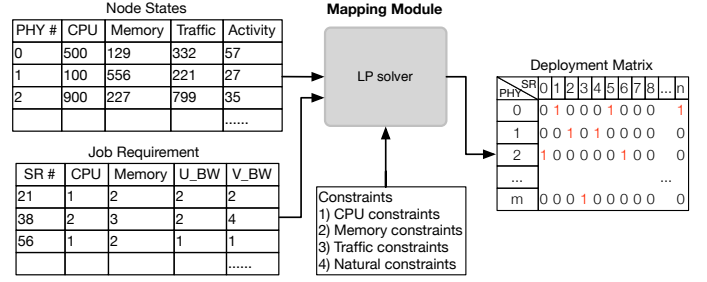 Node States
PHY # CPU Memory Traffic Activity
0 500 129 332 57
1 100 556 221 27
2 900 227 799 35
......
Job Requirement
SR # CPU Memory U_BW V_BW
21 1 2 2 2
38 2 3 2 4
56 1 2 1 1
......
Mapping Module
LP solver
Constraints
1) CPU constraints
2) Memory constraints
3) Traffic constraints
4) Natural constraints
Deployment Matrix
PHY SR 0 1 2 3 4 5 6 7 8 ... n
0 0 1 0 0 0 1 0 0 0 1
1 0 0 1 0 1 0 0 0 0 0
2 1 0 0 0 0 0 1 0 0 0
... ...
m 0 0 0 1 0 0 0 0 0 0